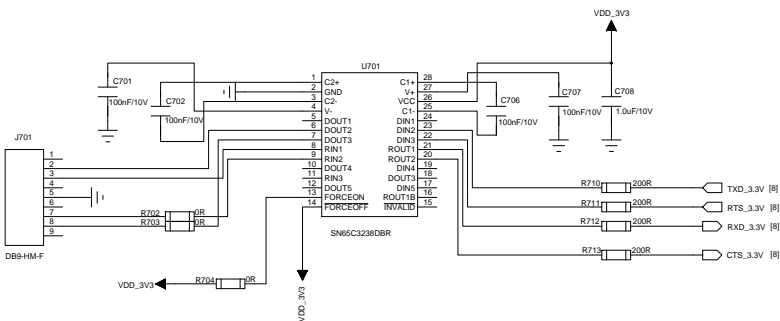 VDD_3V3
U701
C701
100nF/10V
C702
100nF/10V
1 C2+ C1+ 28
2 GND V+ 27
3 C2- VCC 26
4 V- C1- 25
5 DOUT1 DIN1 24
6 DOUT2 DIN2 23
7 DOUT3 DIN3 22
8 RIN1 ROUT1 21
9 RIN2 ROUT2 20
10 DOUT4 DIN4 19
11 RIN3 DOUT3 18
12 DOUT5 DIN5 17
13 FORCEON ROUT1B 16
14 FORCEOFF INVALID 15
SN65C3238DBR
C706
100nF/10V
C707
100nF/10V
C708
1.0uF/10V
J701
1
2
3
4
5
6
7
8
9
DB9-HM-F
R702 0R
R703 0R
R704 0R
VDD_3V3
VDD_3V3
R710 200R TXD_3.3V [8]
R711 200R RTS_3.3V [8]
R712 200R RXD_3.3V [8]
R713 200R CTS_3.3V [8]